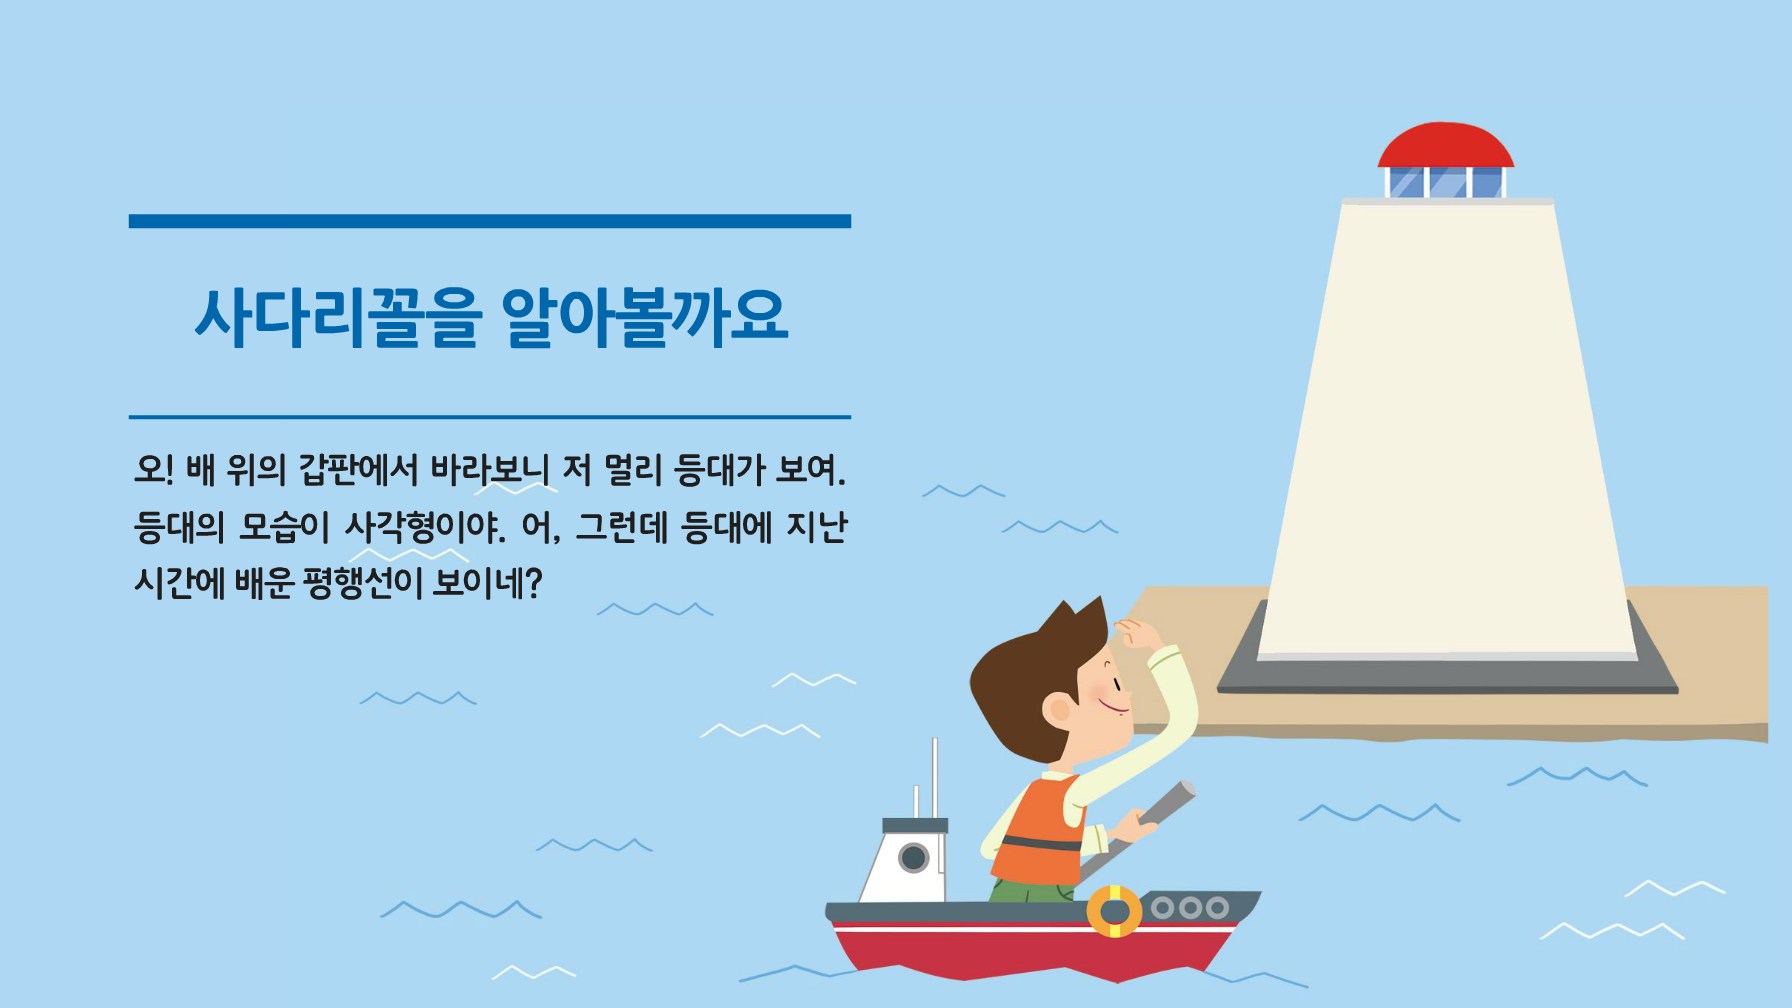 사다리꼴을 알아볼까요
오! 배 위의 갑판에서 바라보니 저 멀리 등대가 보여.
등대의 모습이 사각형이야. 어, 그런데 등대에 지난
시간에 배운 평행선이 보이네?